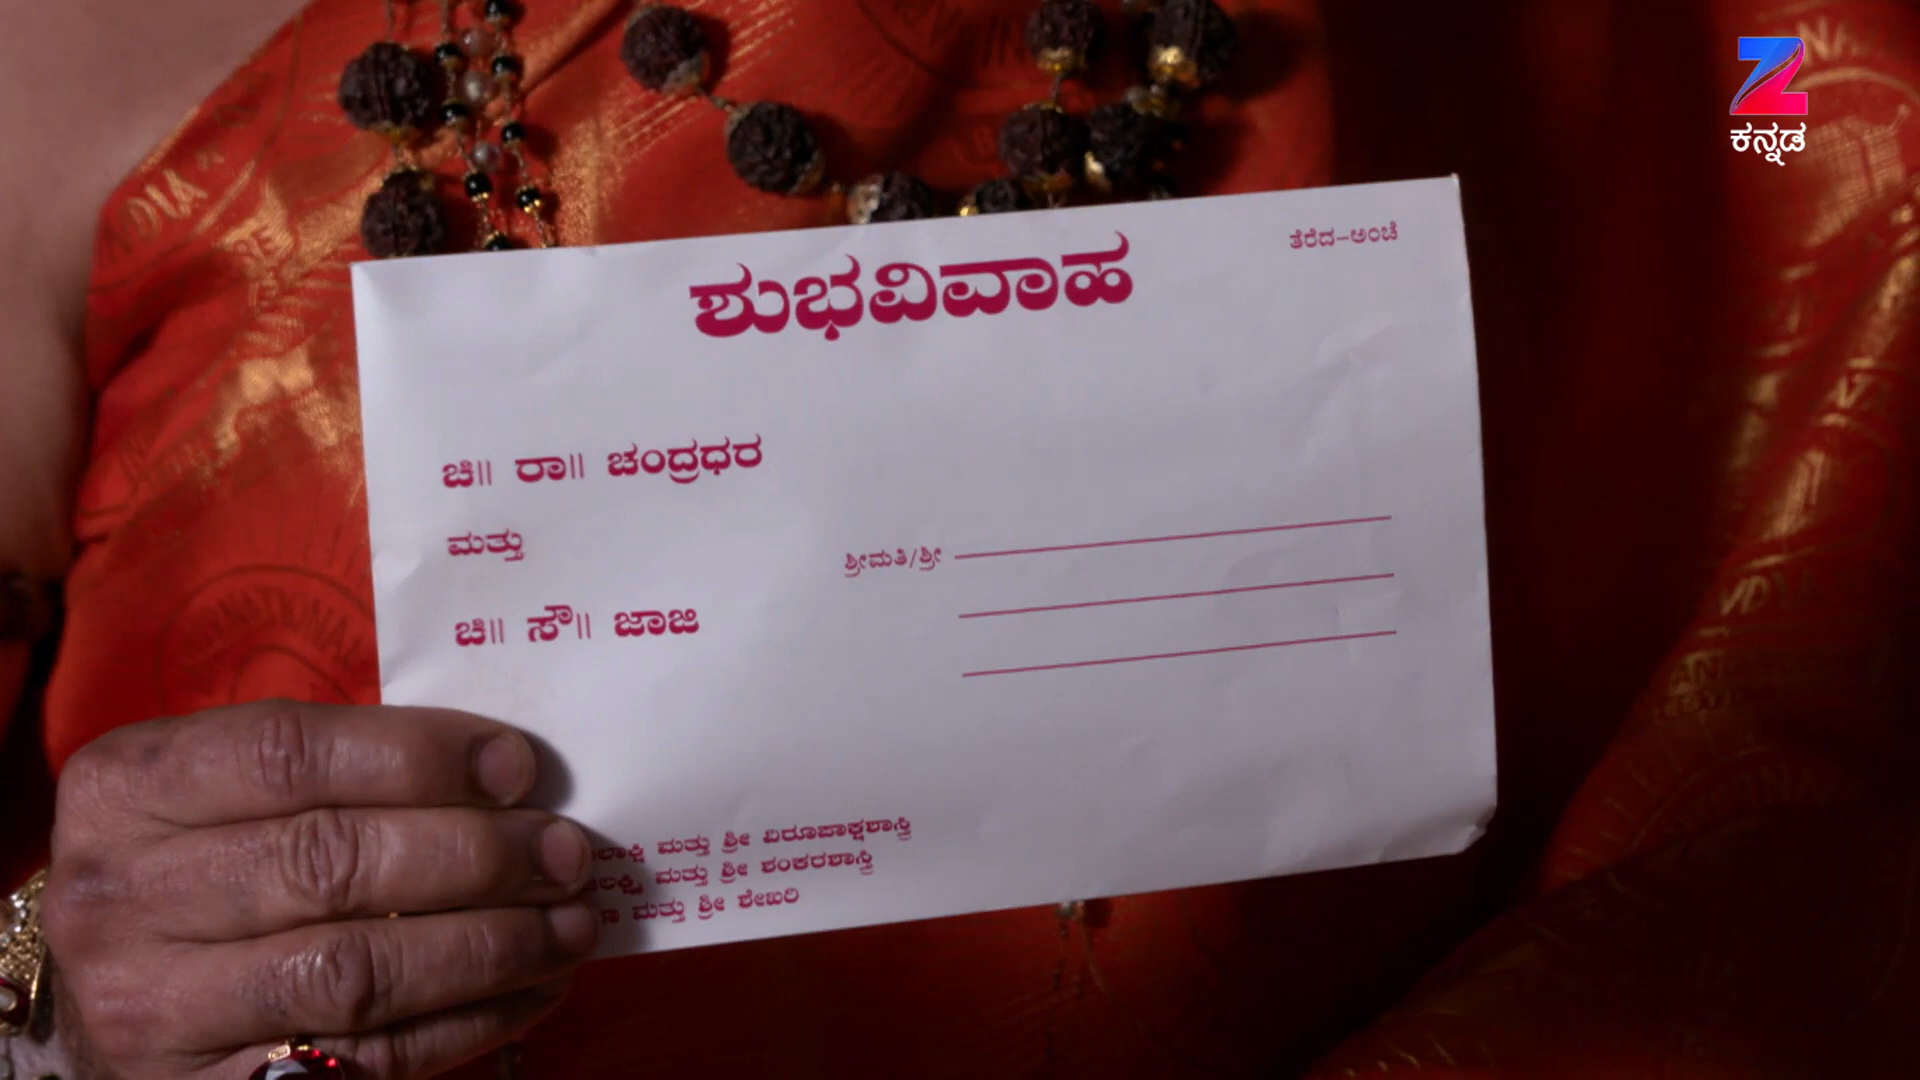 ಕನ್ನಡ
ತೆರೆದ-ಅಂಚೆ
ಶುಭವಿವಾಹ
ಚಿ|| ರಾ|| ಚಂದ್ರಧರ
ಮತ್ತು
ಚಿ|| ಸೌ|| ಜಾಜಿ
ಶ್ರೀಮತಿ/ಶ್ರೀ
ಮತ್ತು ಶ್ರೀ ವಿರೂಪಾಕ್ಷಶಾಸ್ತ್ರಿ
ಮತ್ತು ಶ್ರೀ ಶಂಕರಶಾಸ್ತ್ರಿ
ಮತ್ತು ಶ್ರೀ ಶೇಖರಿ